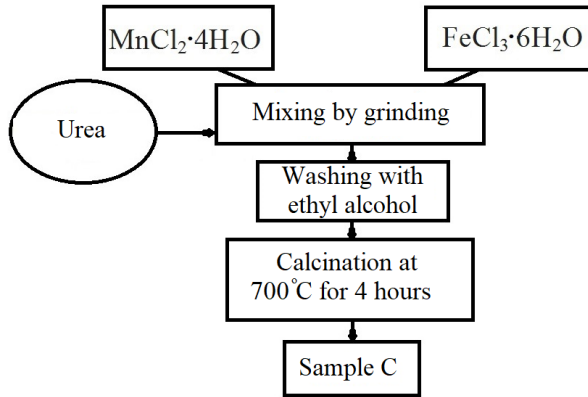 MnCl₂·4H₂O
FeCl₃·6H₂O
Urea
Mixing by grinding
Washing with
ethyl alcohol
Calcination at
700°C for 4 hours
Sample C